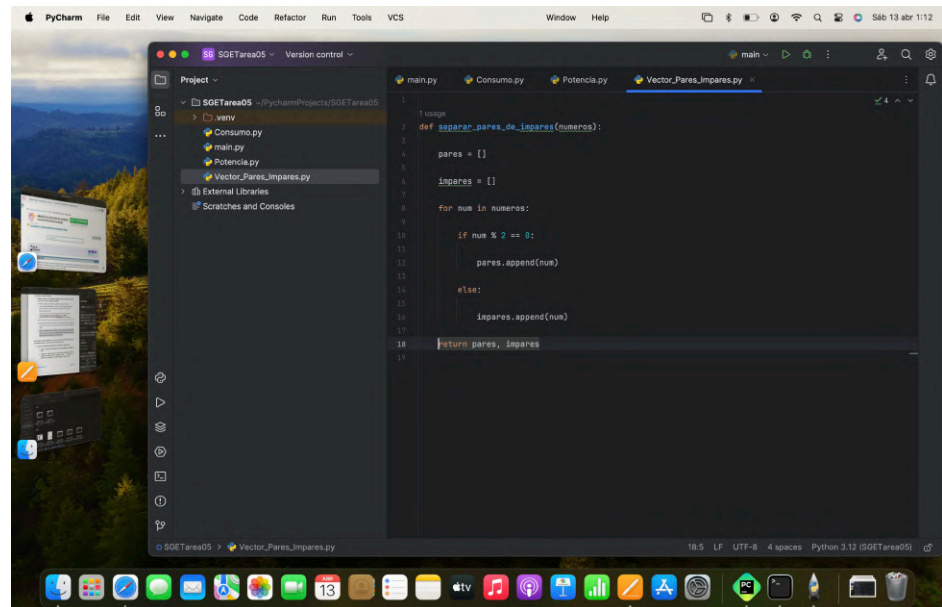 PyCharm File Edit View Navigate Code Refactor Run Tools VCS Window Help Sáb 13 abr 1:12
SG SGETarea05 Version control main
Project
main.py Consumo.py Potencia.py Vector_Pares_Impares.py
SGETarea05 ~/PycharmProjects/SGETarea05
.venv
Consumo.py
main.py
Potencia.py
Vector_Pares_Impares.py
External Libraries
Scratches and Consoles
4
1
1 usage
2 def separar_pares_de_impares(numeros):
3
4 pares = []
5
6 impares = []
7
8 for num in numeros:
9
10 if num % 2 == 0:
11
12 pares.append(num)
13
14 else:
15
16 impares.append(num)
17
18 return pares, impares
19
SGETarea05 > Vector_Pares_Impares.py 18:5 LF UTF-8 4 spaces Python 3.12 (SGETarea05)
ABR
13
tv
PC